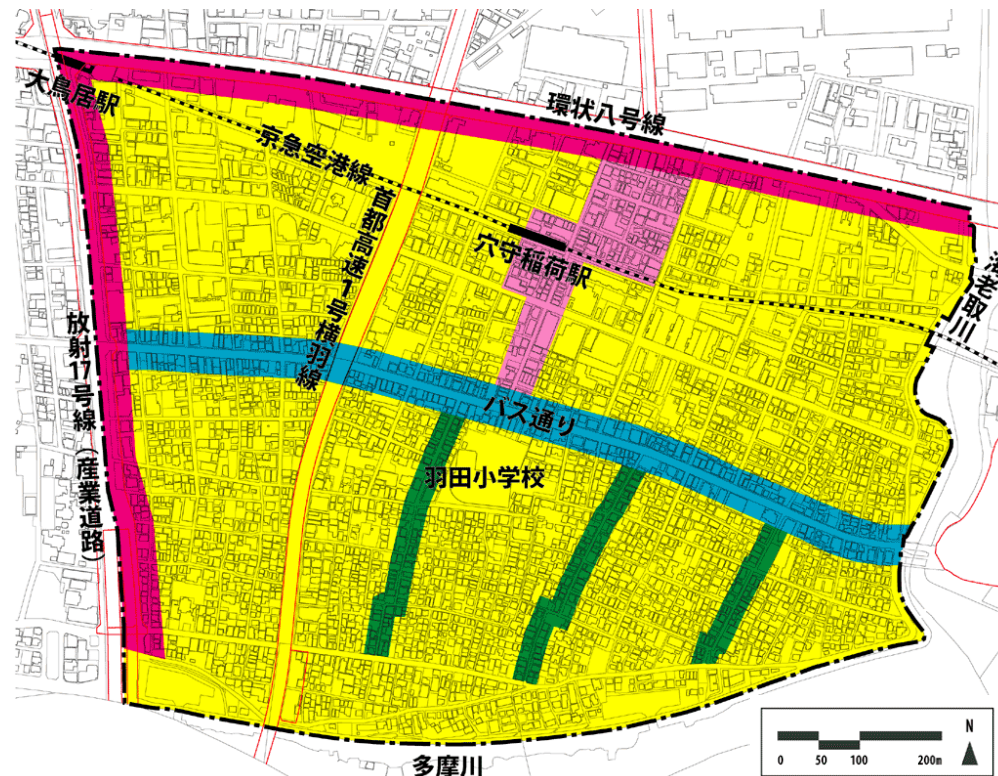 環状八号線
大鳥居駅
京急空港線
首都高速1号横羽線
穴守稲荷駅
海老取川
放射17号線（産業道路）
バス通り
羽田小学校
多摩川
N
0 50 100 200m